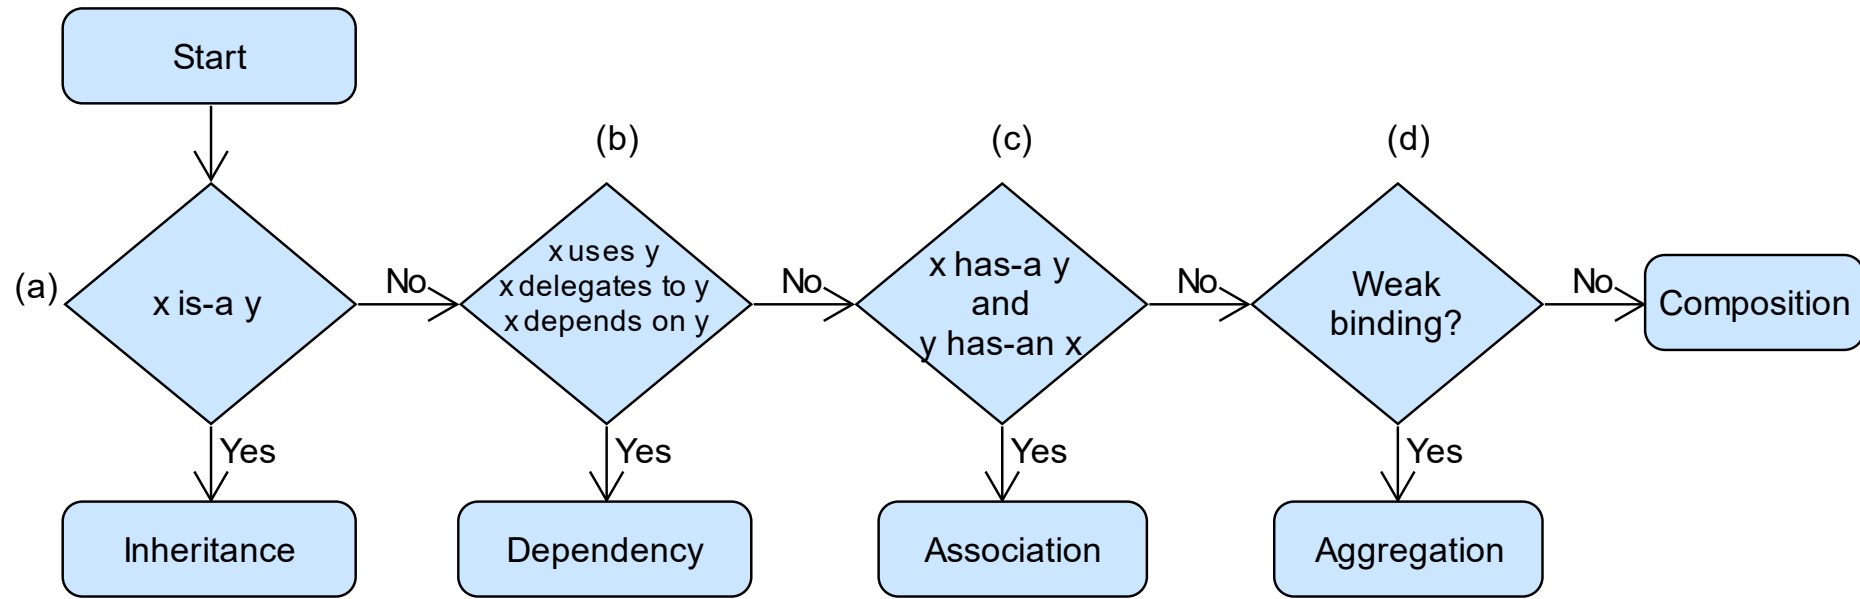 Start
(b)
(c)
(d)
(a)
x is-a y
No
x uses y
x delegates to y
x depends on y
No
x has-a y
and
y has-an x
No
Weak
binding?
No
Composition
Yes
Yes
Yes
Yes
Inheritance
Dependency
Association
Aggregation